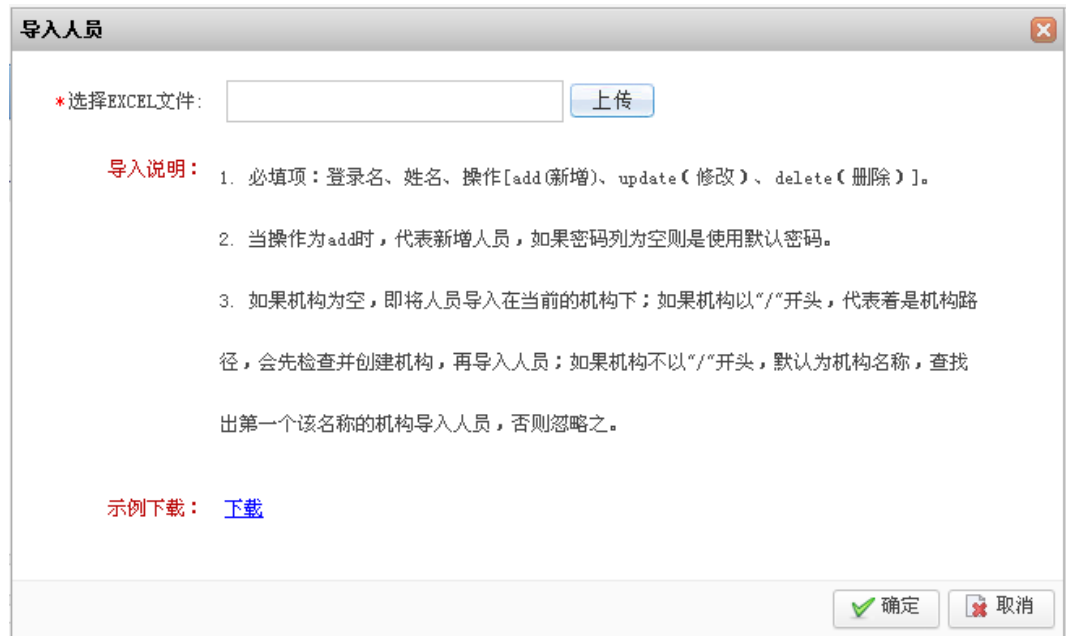 导入人员
*选择EXCEL文件:
上传
导入说明：
1. 必填项：登录名、姓名、操作[add(新增)、update(修改)、delete(删除)]。
2. 当操作为add时，代表新增人员，如果密码列为空则是使用默认密码。
3. 如果机构为空，即将人员导入在当前的机构下；如果机构以"/"开头，代表着是机构路
径，会先检查并创建机构，再导入人员；如果机构不以"/"开头，默认为机构名称，查找
出第一个该名称的机构导入人员，否则忽略之。
示例下载：
下载
确定
取消